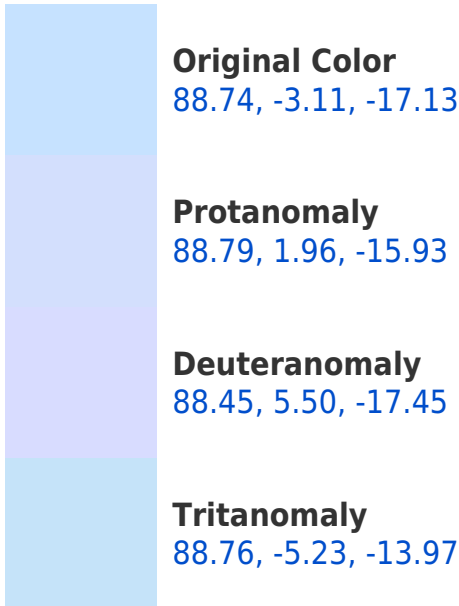 Original Color
88.74, -3.11, -17.13
Protanomaly
88.79, 1.96, -15.93
Deuteranomaly
88.45, 5.50, -17.45
Tritanomaly
88.76, -5.23, -13.97